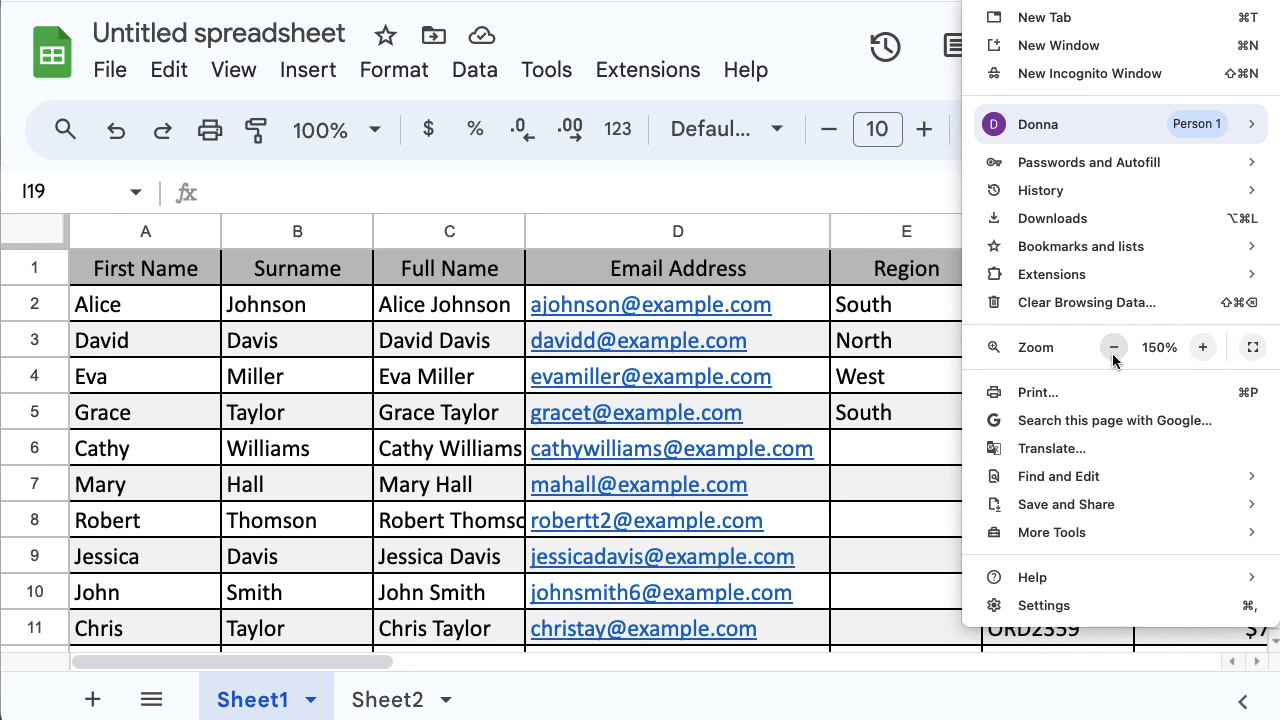 Untitled spreadsheet
File Edit View Insert Format Data Tools Extensions Help
100% $ % .0 .00 123 Defaul... 10
I19 fx
A B C D E
1 First Name Surname Full Name Email Address Region
2 Alice Johnson Alice Johnson ajohnson@example.com South
3 David Davis David Davis davidd@example.com North
4 Eva Miller Eva Miller evamiller@example.com West
5 Grace Taylor Grace Taylor gracet@example.com South
6 Cathy Williams Cathy Williams cathywilliams@example.com
7 Mary Hall Mary Hall mahall@example.com
8 Robert Thomson Robert Thomso robertt2@example.com
9 Jessica Davis Jessica Davis jessicadavis@example.com
10 John Smith John Smith johnsmith6@example.com
11 Chris Taylor Chris Taylor christay@example.com ORD2359 $7
Sheet1 Sheet2
New Tab ⌘T
New Window ⌘N
New Incognito Window ⇧⌘N
D Donna Person 1
Passwords and Autofill
History
Downloads ⌥⌘L
Bookmarks and lists
Extensions
Clear Browsing Data... ⇧⌘⌫
Zoom − 150% +
Print... ⌘P
G Search this page with Google...
Translate...
Find and Edit
Save and Share
More Tools
Help
Settings ⌘,